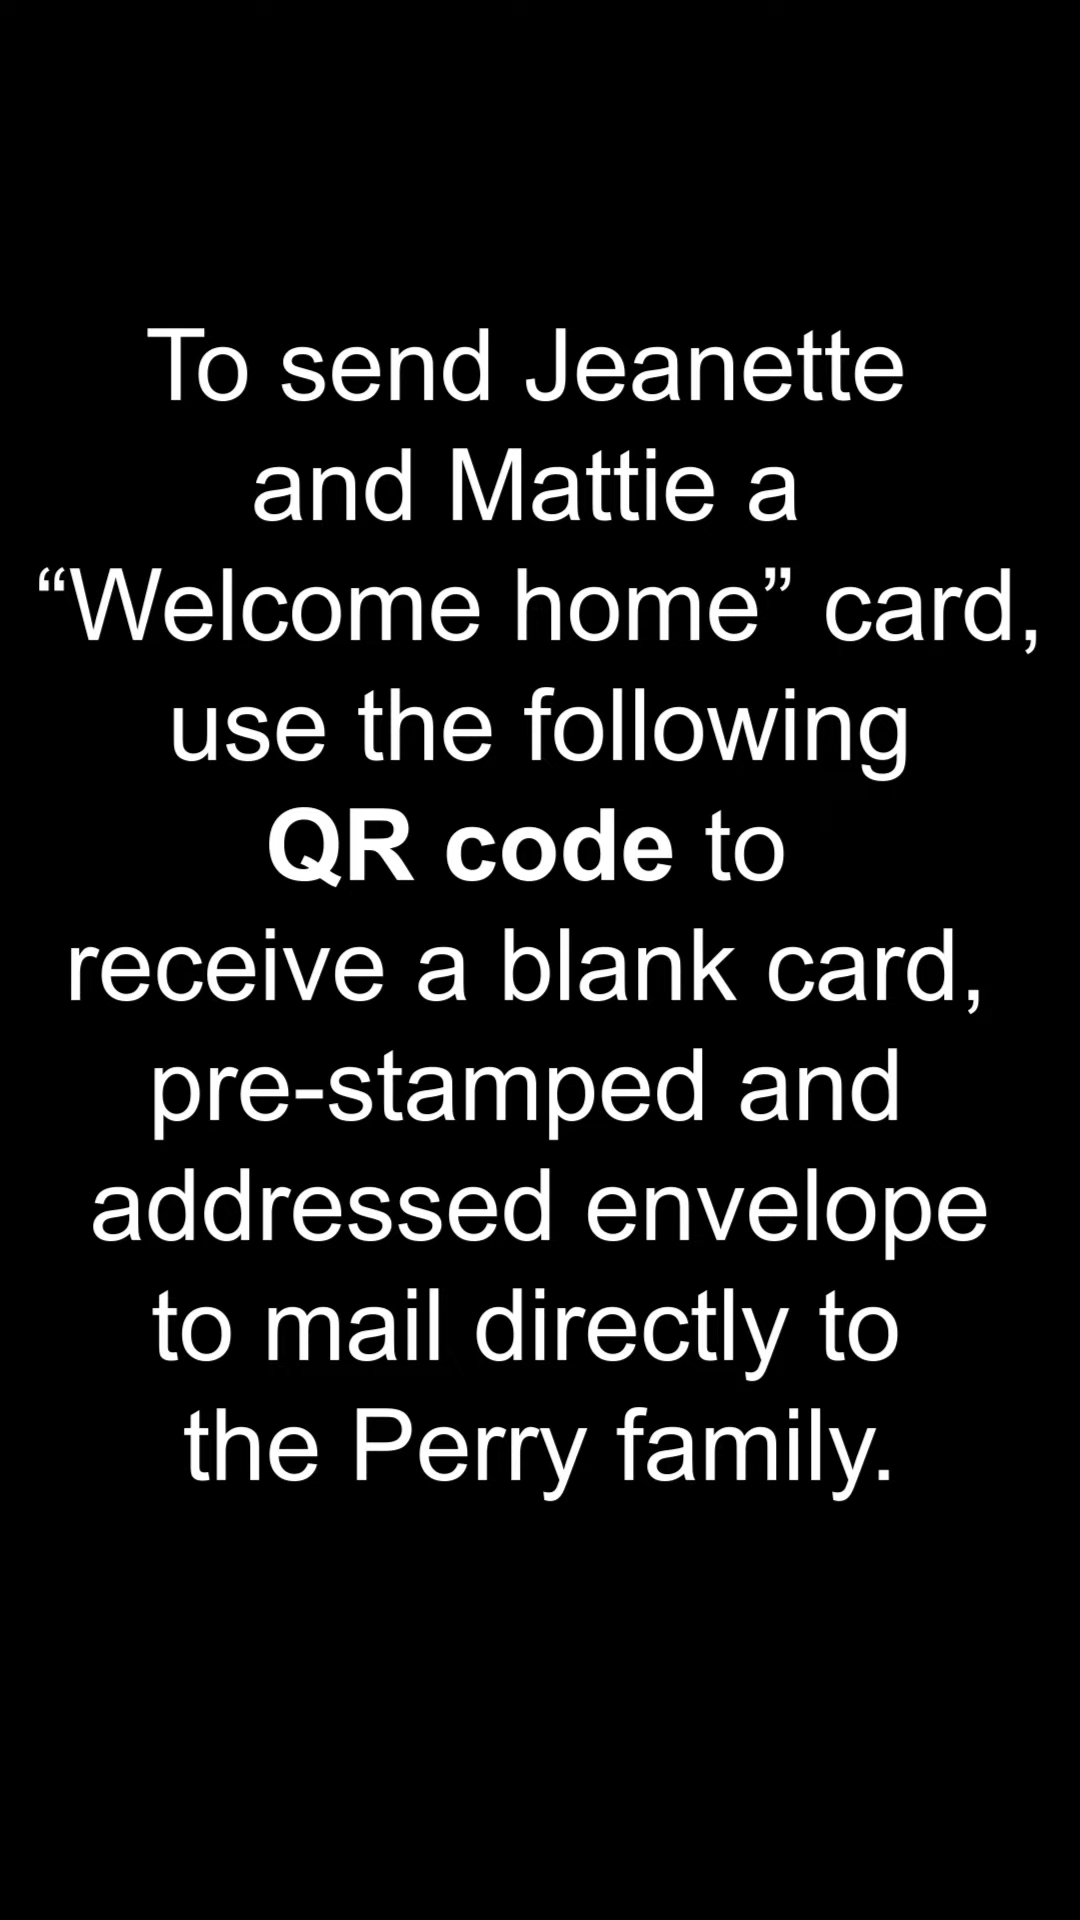 To send Jeanette
and Mattie a
“Welcome home” card,
use the following
QR code to
receive a blank card,
pre-stamped and
addressed envelope
to mail directly to
the Perry family.